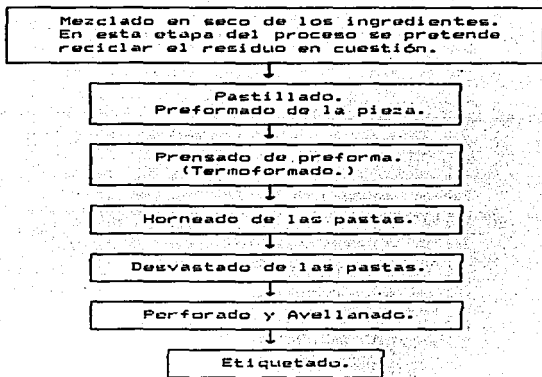 Mezclado en seco de los ingredientes.
En esta etapa del proceso se pretende
reciclar el residuo en cuestión.
Pastillado.
Preformado de la pieza.
Prensado de preforma.
(Termoformado.)
Horneado de las pastas.
Desvastado de las pastas.
Perforado y Avellanado.
Etiquetado.